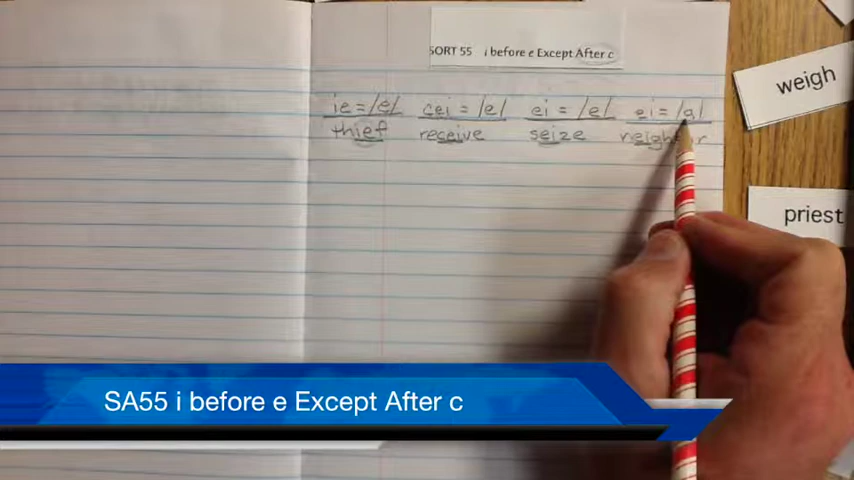 SORT 55 i before e Except After c
weigh
ie = /e/ cei = /e/ ei = /e/ ei = /a/
thief receive seize
priest
SA55 i before e Except After c